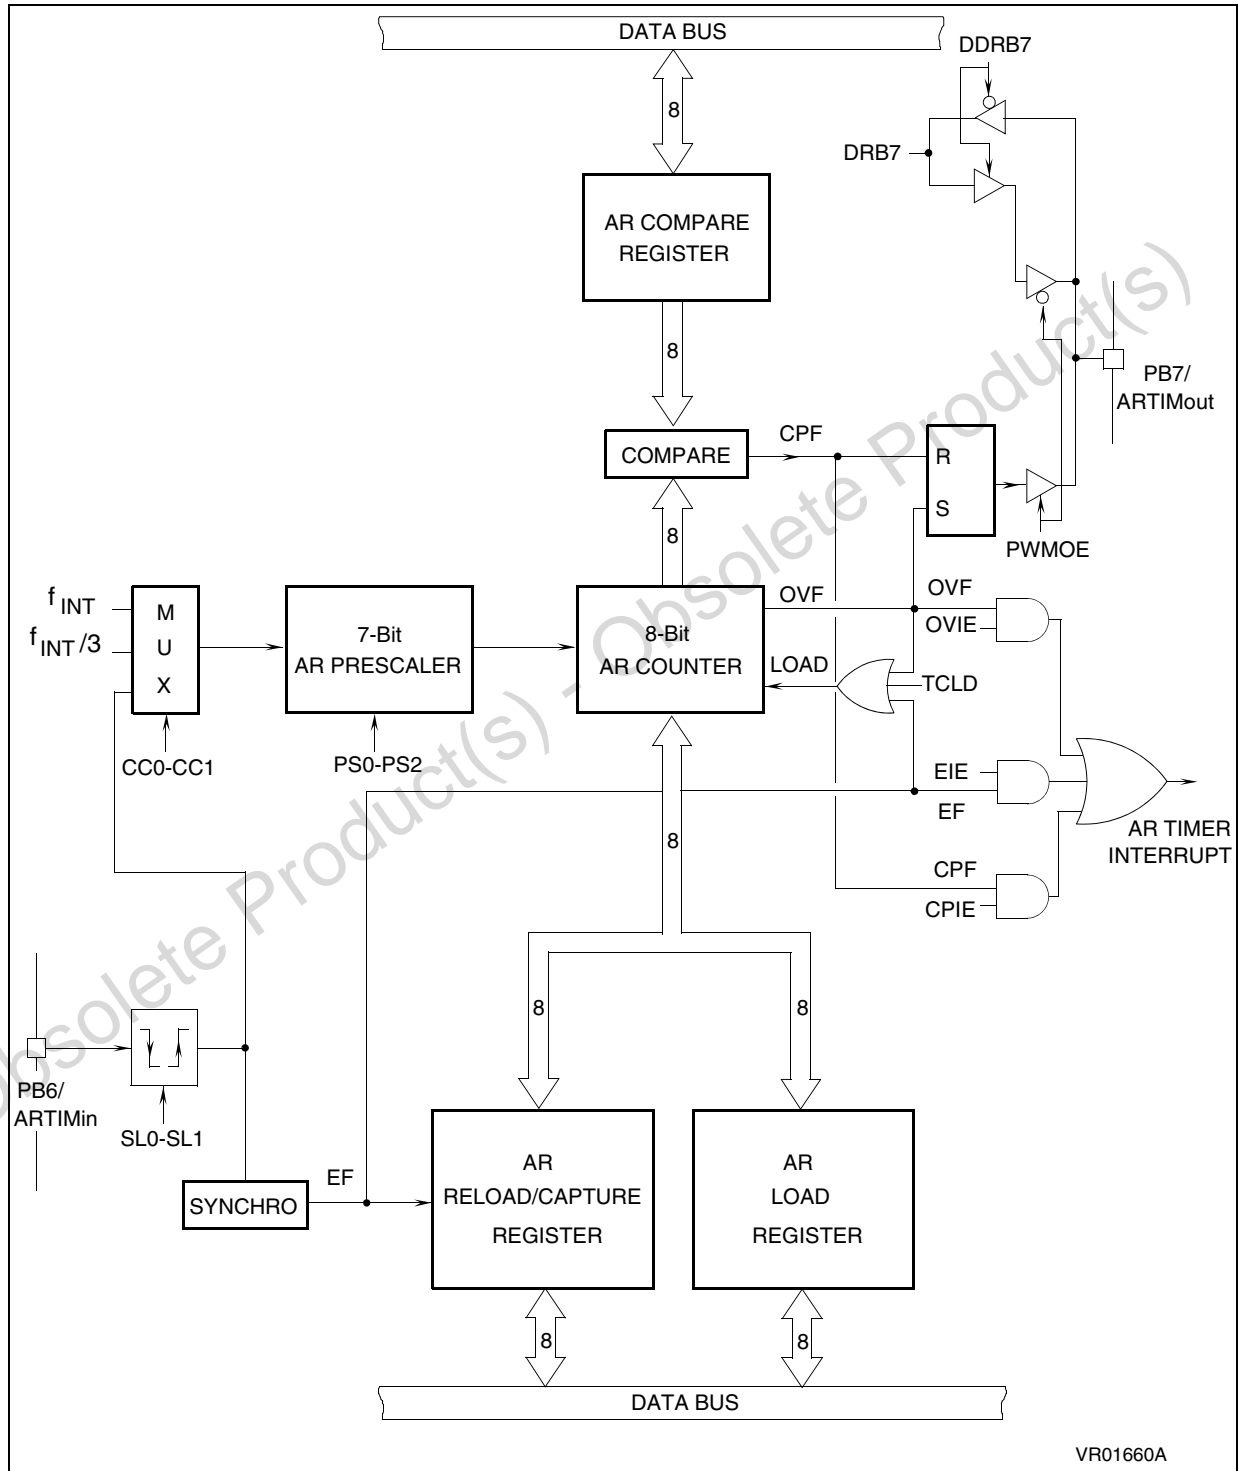 DATA BUS
DDRB7
8
DRB7
AR COMPARE
REGISTER
8
PB7/
ARTIMout
CPF
COMPARE
R
S
8
PWMOE
f INT
f INT /3
M
U
X
7-Bit
AR PRESCALER
8-Bit
AR COUNTER
OVF
OVF
OVIE
LOAD
TCLD
CC0-CC1
PS0-PS2
EIE
EF
8
AR TIMER
INTERRUPT
CPF
CPIE
8
8
PB6/
ARTIMin
SL0-SL1
SYNCHRO
EF
AR
RELOAD/CAPTURE
REGISTER
AR
LOAD
REGISTER
8
8
DATA BUS
VR01660A
Obsolete Product(s) - Obsolete Product(s)